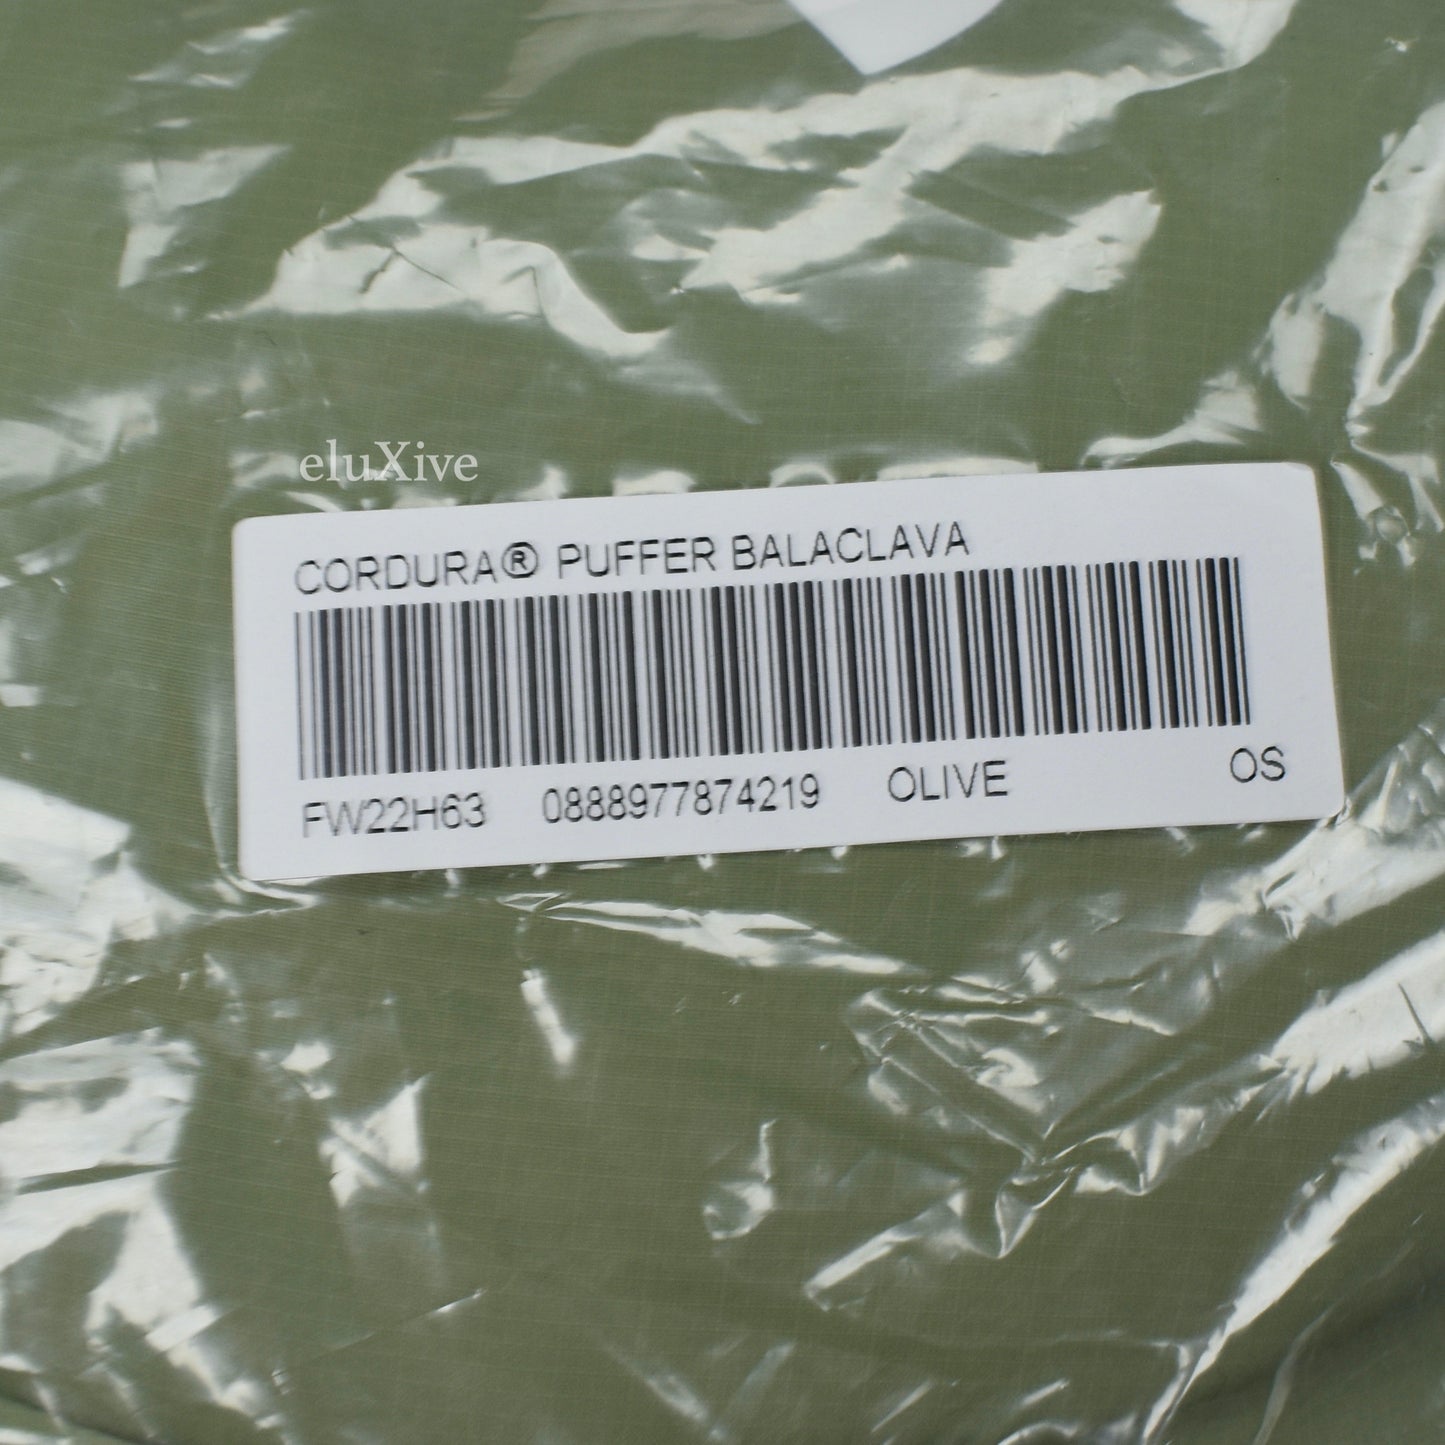 eluXive
CORDURA® PUFFER BALACLAVA
FW22H63 0888977874219 OLIVE OS